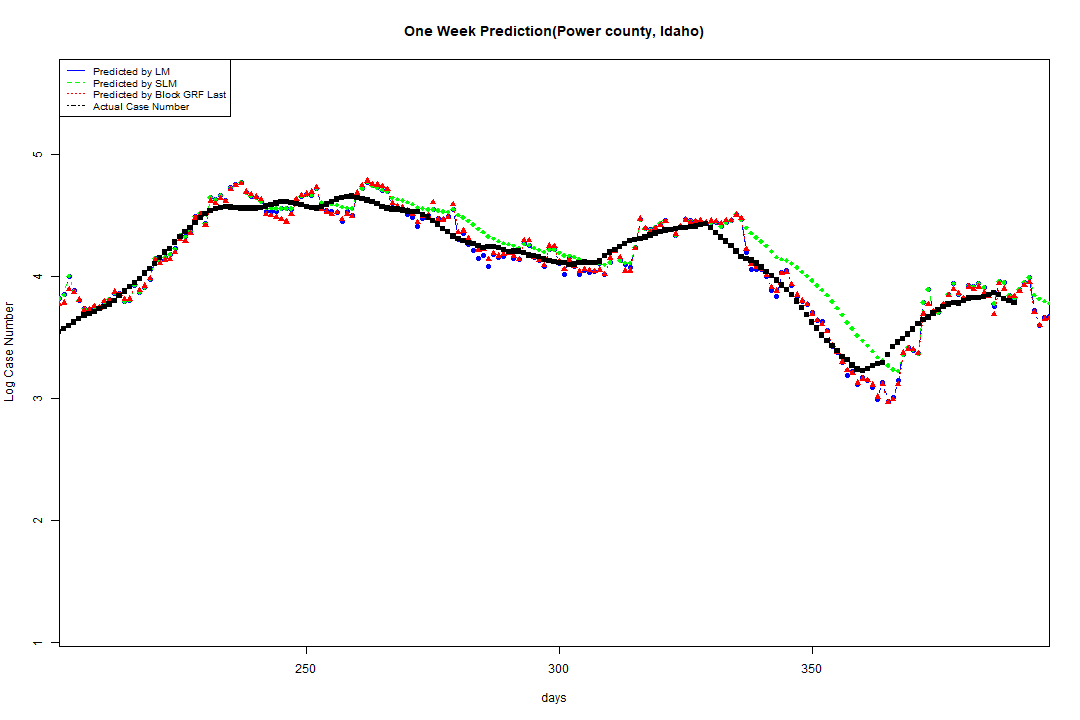 One Week Prediction(Power county, Idaho)
Predicted by LM
Predicted by SLM
Predicted by Block GRF Last
Actual Case Number
5
4
3
2
1
Log Case Number
250 300 350
days